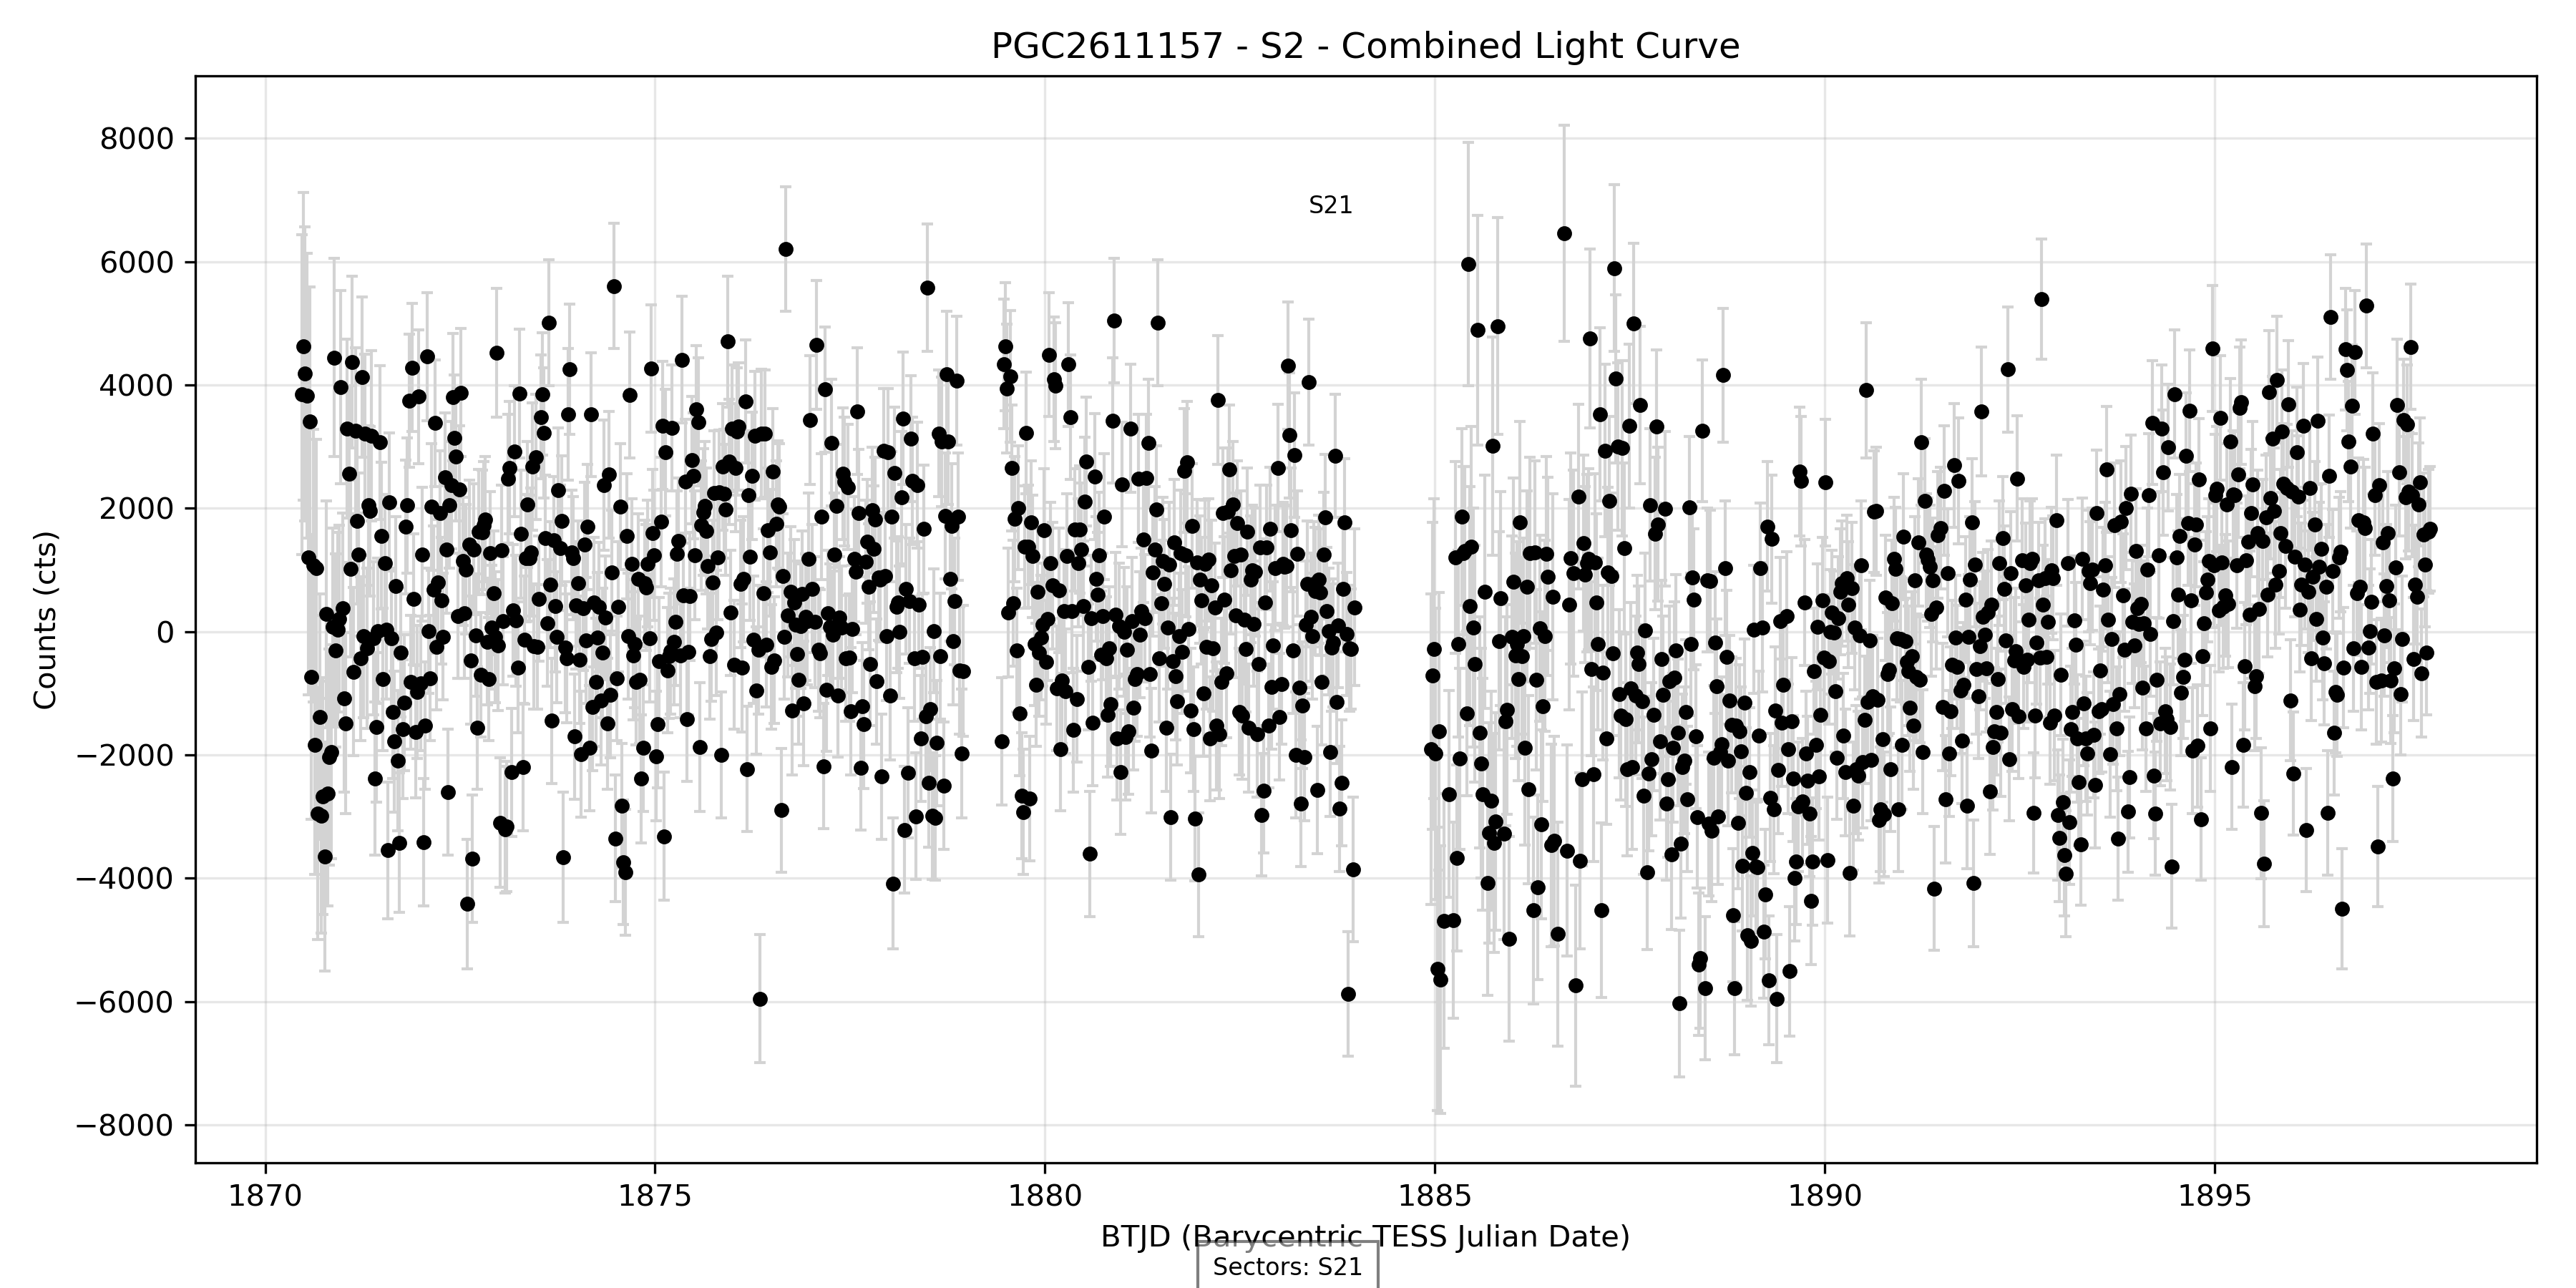 PGC2611157 - S2 - Combined Light Curve
S21
8000
6000
4000
2000
0
−2000
−4000
−6000
−8000
Counts (cts)
1870 1875 1880 1885 1890 1895
BTJD (Barycentric TESS Julian Date)
Sectors: S21